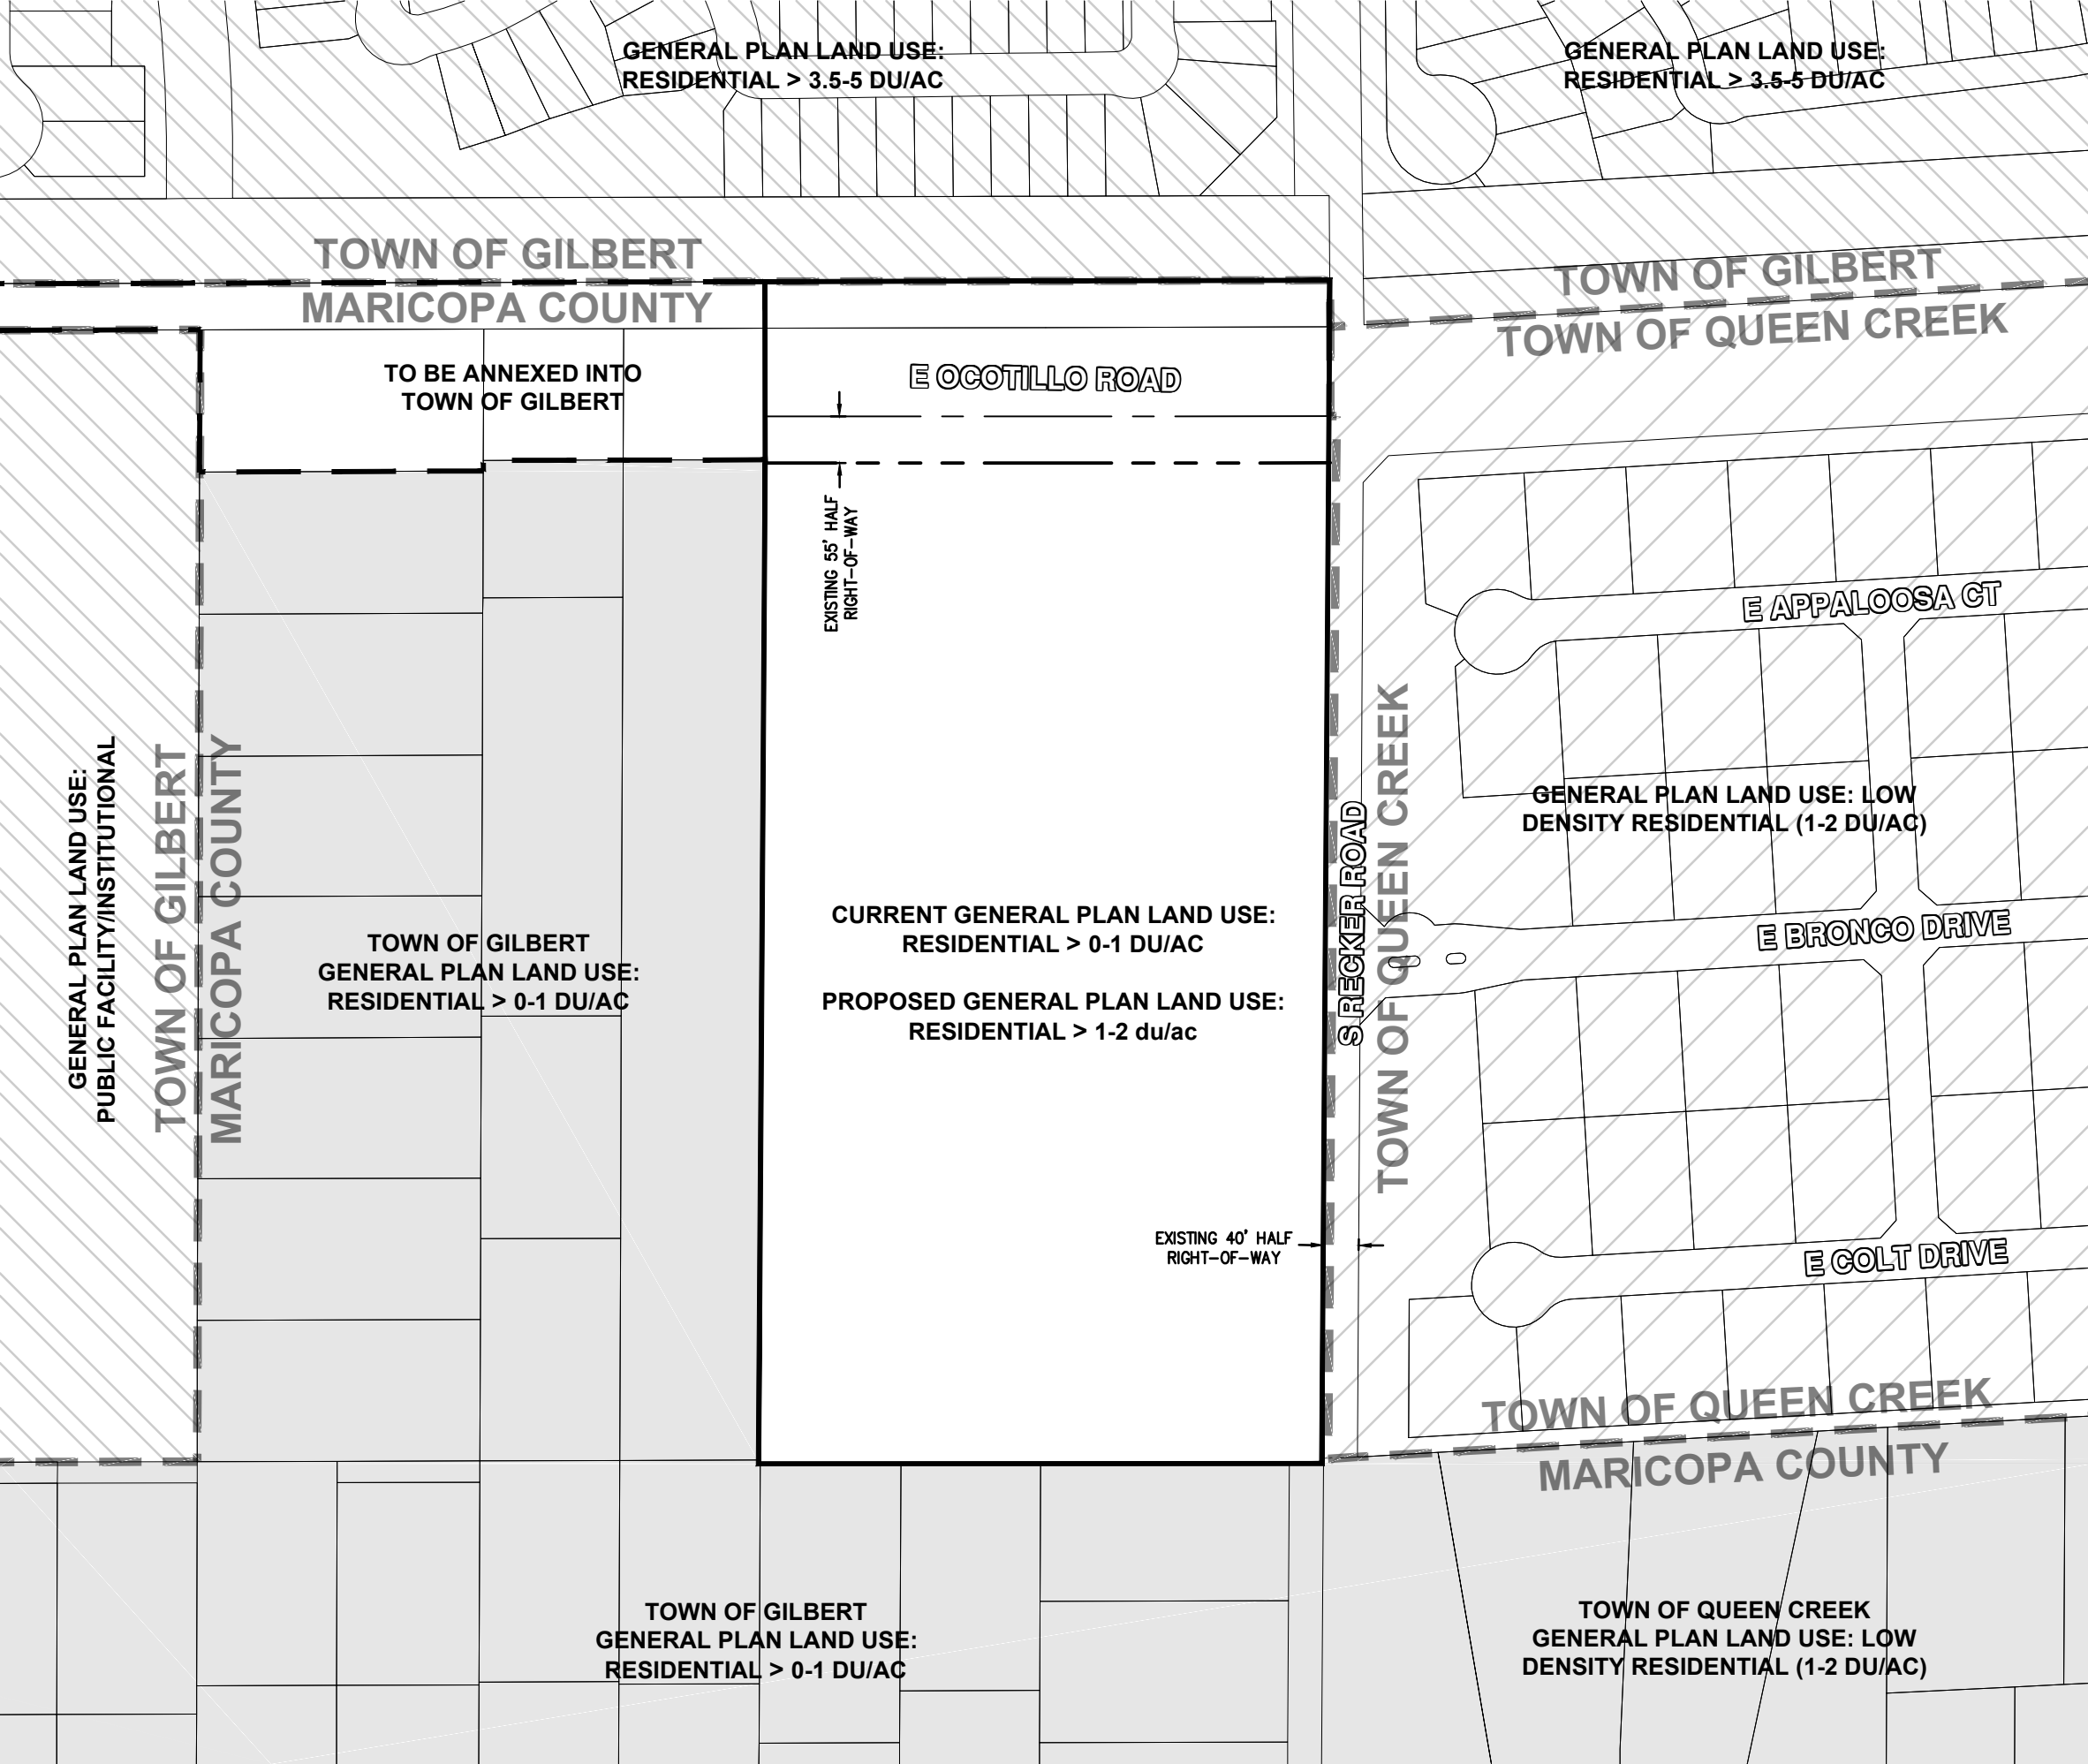 GENERAL PLAN LAND USE:
RESIDENTIAL > 3.5-5 DU/AC
GENERAL PLAN LAND USE:
RESIDENTIAL > 3.5-5 DU/AC
TOWN OF GILBERT
MARICOPA COUNTY
TOWN OF GILBERT
TOWN OF QUEEN CREEK
TO BE ANNEXED INTO
TOWN OF GILBERT
E OCOTILLO ROAD
EXISTING 55' HALF
RIGHT-OF-WAY
E APPALOOSA CT
GENERAL PLAN LAND USE:
PUBLIC FACILITY/INSTITUTIONAL
TOWN OF GILBERT
MARICOPA COUNTY
TOWN OF GILBERT
GENERAL PLAN LAND USE:
RESIDENTIAL > 0-1 DU/AC
CURRENT GENERAL PLAN LAND USE:
RESIDENTIAL > 0-1 DU/AC
PROPOSED GENERAL PLAN LAND USE:
RESIDENTIAL > 1-2 du/ac
S RECKER ROAD
TOWN OF QUEEN CREEK
GENERAL PLAN LAND USE: LOW
DENSITY RESIDENTIAL (1-2 DU/AC)
E BRONCO DRIVE
EXISTING 40' HALF
RIGHT-OF-WAY
E COLT DRIVE
TOWN OF QUEEN CREEK
MARICOPA COUNTY
TOWN OF GILBERT
GENERAL PLAN LAND USE:
RESIDENTIAL > 0-1 DU/AC
TOWN OF QUEEN CREEK
GENERAL PLAN LAND USE: LOW
DENSITY RESIDENTIAL (1-2 DU/AC)